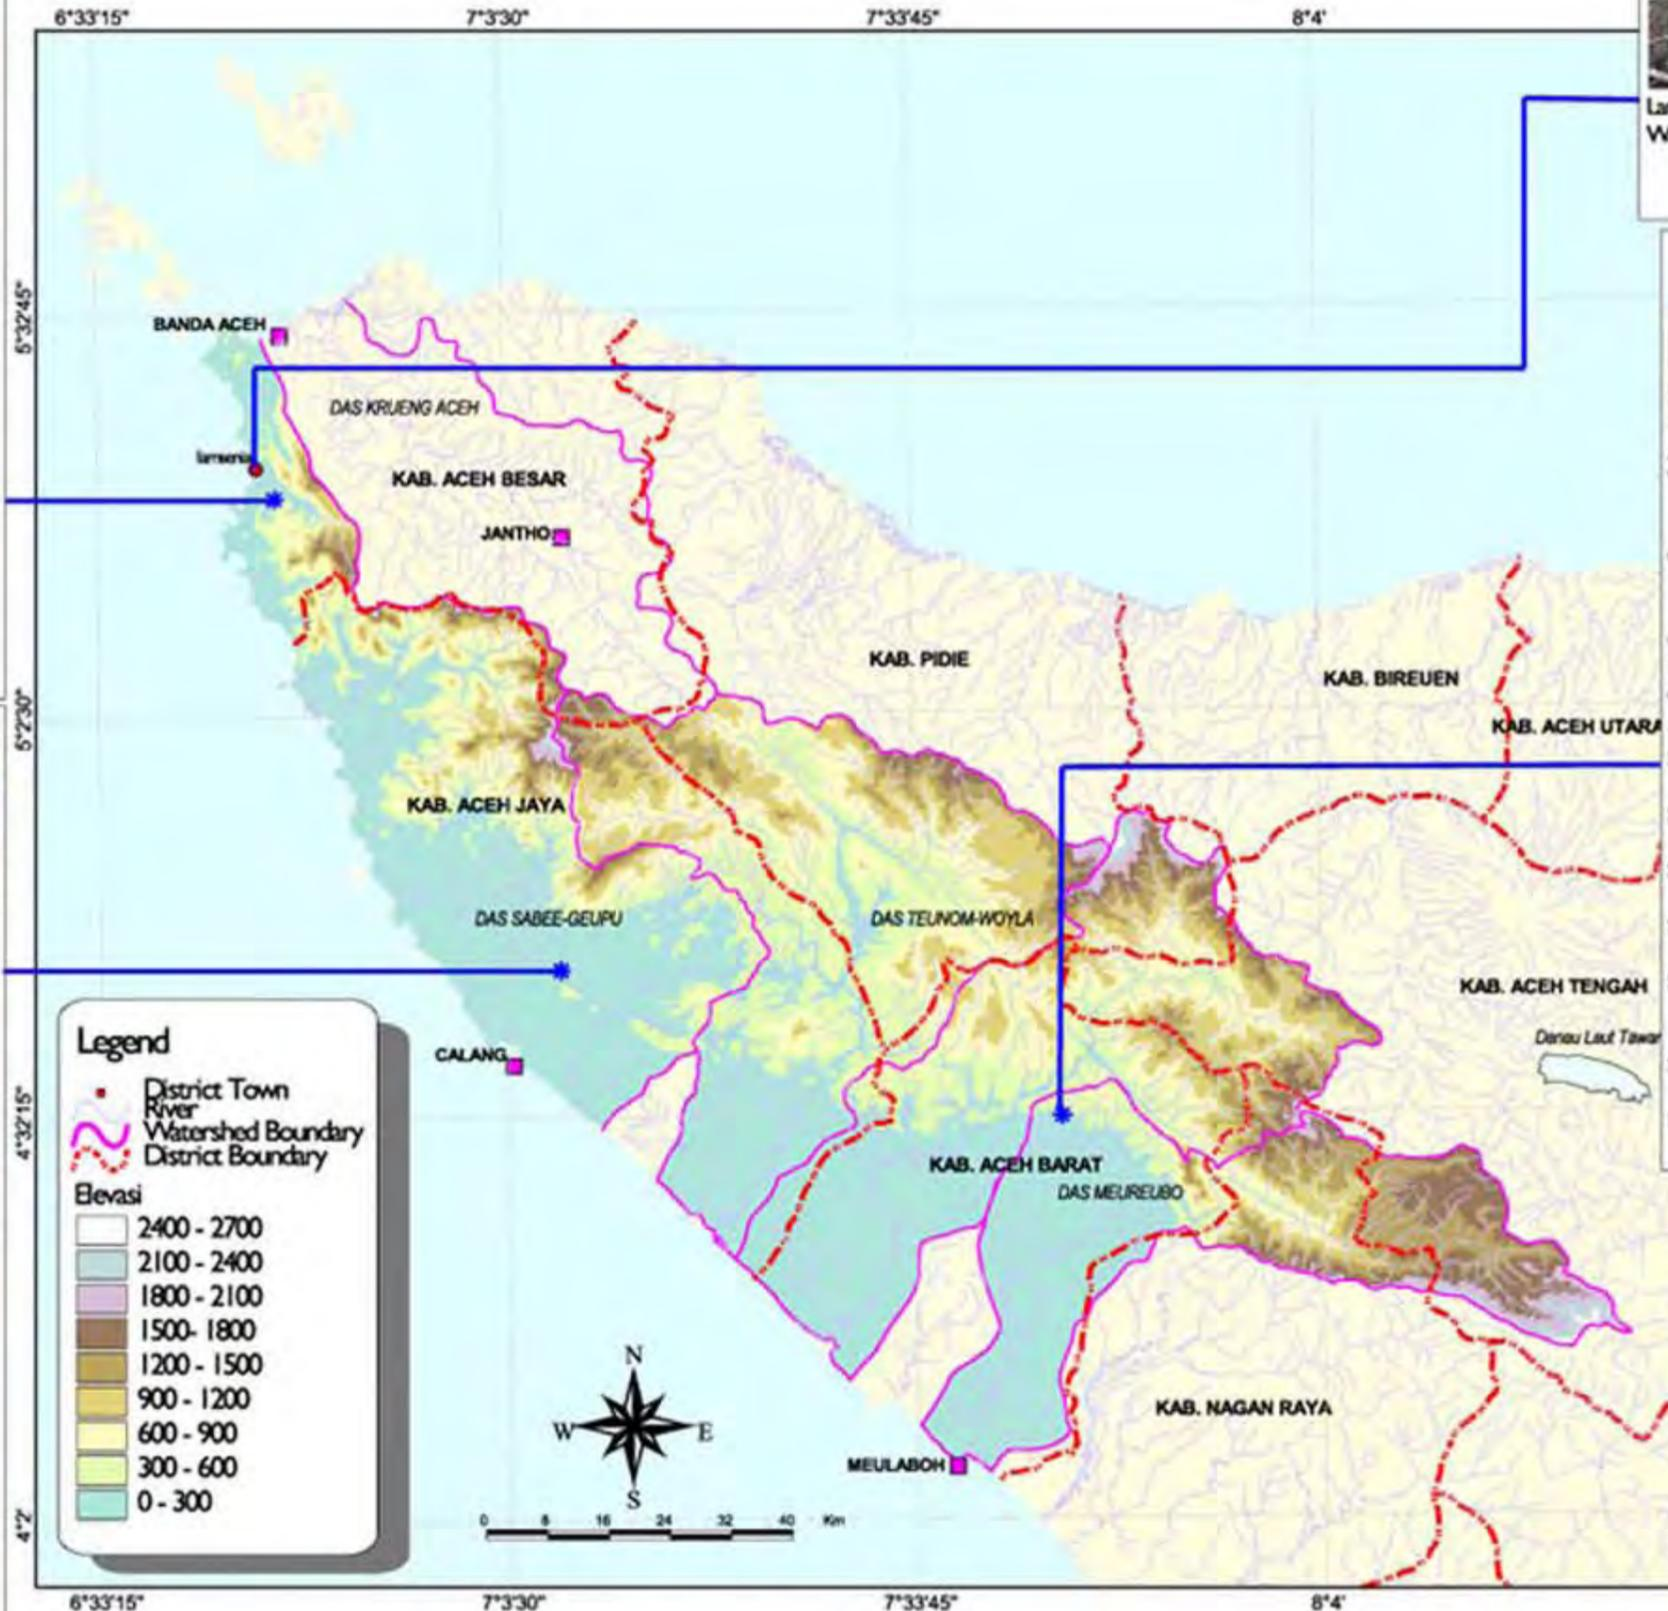 6°33'15"
7°3'30"
7°33'45"
8°4'
La
W
5°32'45"
BANDA ACEH
DAS KRUENG ACEH
lamsenia
KAB. ACEH BESAR
JANTHO
KAB. PIDIE
KAB. BIREUEN
5°2'30"
KAB. ACEH UTARA
KAB. ACEH JAYA
DAS SABEE-GEUPU
DAS TEUNOM-WOYLA
KAB. ACEH TENGAH
Danau Laut Tawar
CALANG
4°32'15"
KAB. ACEH BARAT
DAS MEUREUBO
Legend
District Town
River
Watershed Boundary
District Boundary
Elevasi
2400 - 2700
2100 - 2400
1800 - 2100
1500- 1800
1200 - 1500
900 - 1200
600 - 900
300 - 600
0 - 300
N
W
E
S
KAB. NAGAN RAYA
MEULABOH
4°2'
0 8 16 24 32 40 Km
6°33'15"
7°3'30"
7°33'45"
8°4'